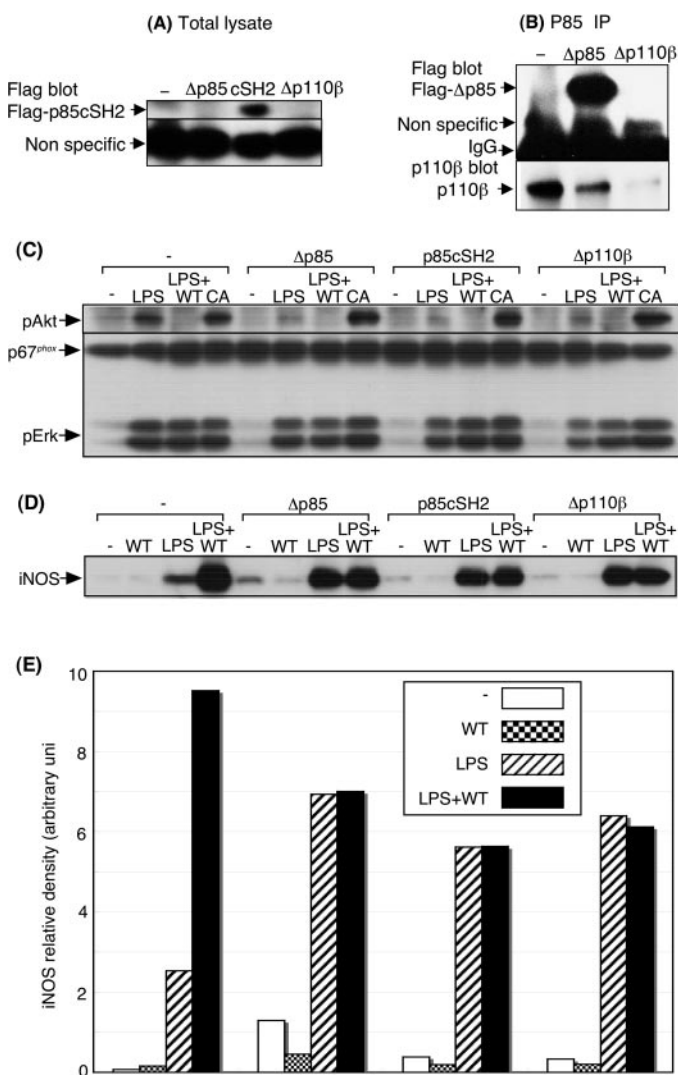 (A) Total lysate
Flag blot
– Δp85 cSH2 Δp110β
Flag-p85cSH2
Non specific
(B) P85 IP
– Δp85 Δp110β
Flag blot
Flag-Δp85
Non specific
IgG
p110β blot
p110β
(C)
- Δp85 p85cSH2 Δp110β
LPS+ LPS+ LPS+ LPS+
- LPS WT CA - LPS WT CA - LPS WT CA - LPS WT CA
pAkt
p67phox
pErk
(D)
- Δp85 p85cSH2 Δp110β
LPS+ LPS+ LPS+ LPS+
- WT LPS WT - WT LPS WT - WT LPS WT - WT LPS WT
iNOS
(E)
iNOS relative density (arbitrary uni
10
8
6
4
2
0
-
WT
LPS
LPS+WT